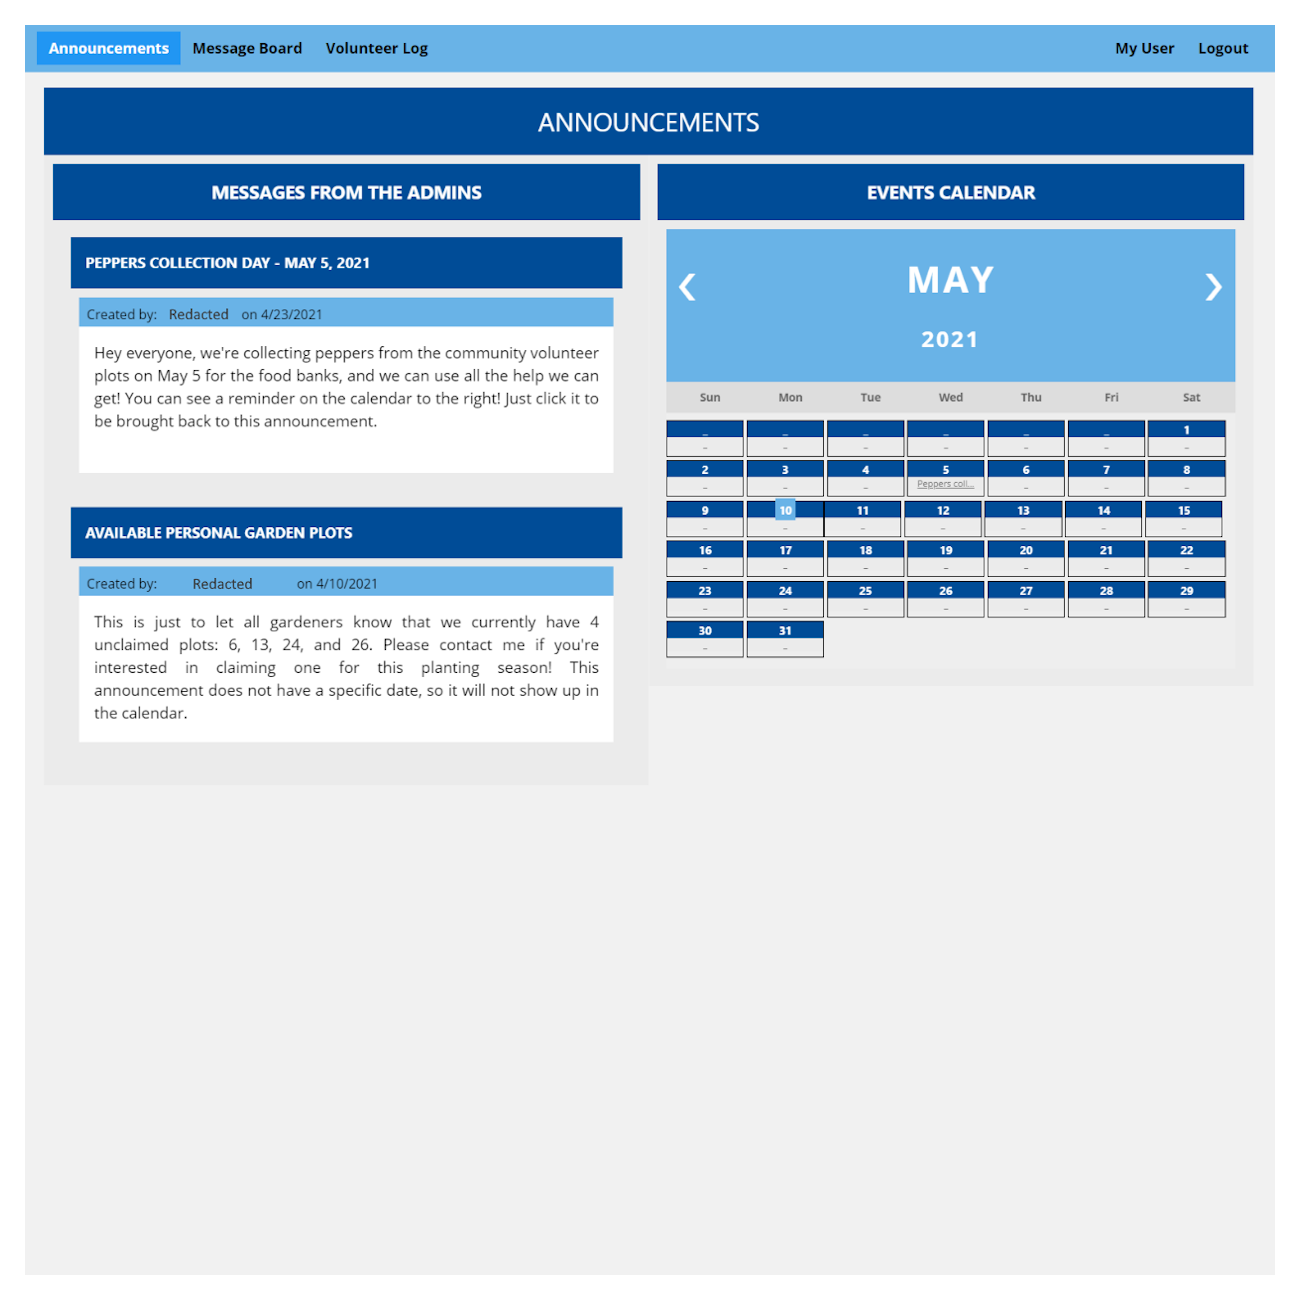 Announcements Message Board Volunteer Log My User Logout
ANNOUNCEMENTS
MESSAGES FROM THE ADMINS
PEPPERS COLLECTION DAY - MAY 5, 2021
Created by: Redacted on 4/23/2021
Hey everyone, we're collecting peppers from the community volunteer
plots on May 5 for the food banks, and we can use all the help we can
get! You can see a reminder on the calendar to the right! Just click it to
be brought back to this announcement.
AVAILABLE PERSONAL GARDEN PLOTS
Created by: Redacted on 4/10/2021
This is just to let all gardeners know that we currently have 4
unclaimed plots: 6, 13, 24, and 26. Please contact me if you're
interested in claiming one for this planting season! This
announcement does not have a specific date, so it will not show up in
the calendar.
EVENTS CALENDAR
❮ MAY ❯
2021
Sun Mon Tue Wed Thu Fri Sat
_ _ _ _ _ _ 1
_ _ _ _ _ _ _
2 3 4 5 6 7 8
_ _ _ Peppers coll... _ _ _
9 10 11 12 13 14 15
_ _ _ _ _ _ _
16 17 18 19 20 21 22
_ _ _ _ _ _ _
23 24 25 26 27 28 29
_ _ _ _ _ _ _
30 31
_ _